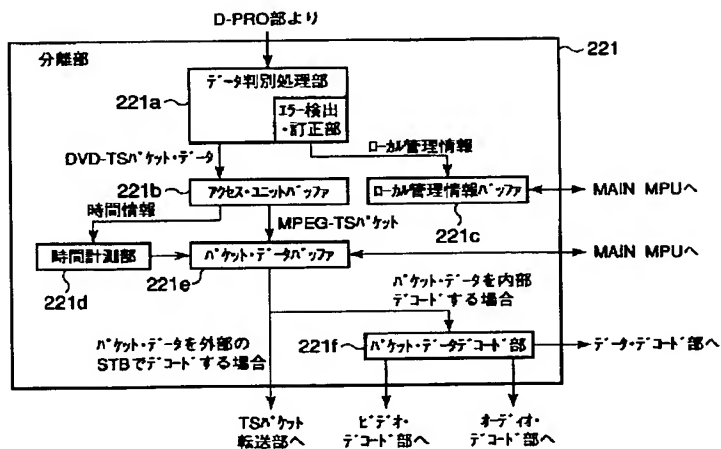 D-PRO部より
分離部
221
データ判別処理部
221a
エラー検出
・訂正部
DVD-TSパケット・データ
ローカル管理情報
221b
アクセス・ユニットバッファ
ローカル管理情報バッファ
MAIN MPUへ
時間情報
MPEG-TSパケット
221c
時間計測部
パケット・データバッファ
MAIN MPUへ
221d
221e
パケット・データを内部
デコードする場合
パケット・データを外部の
STBでデコードする場合
221f
パケット・データデコード部
データ・デコード部へ
TSパケット
転送部へ
ビデオ・
デコード部へ
オーディオ・
デコード部へ